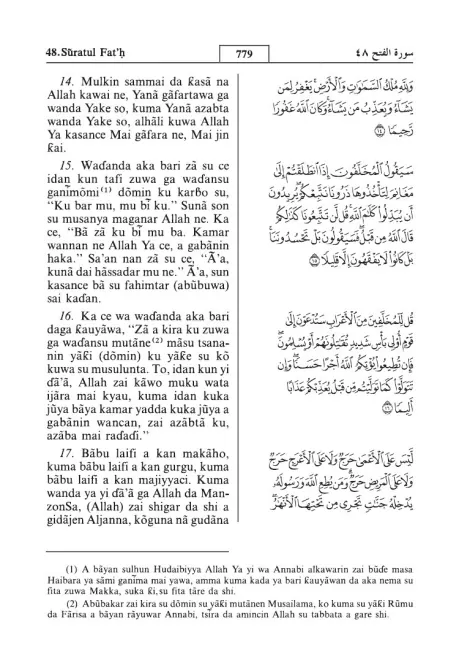 48.Sūratul Fat'ḥ
779
سورة الفتح ٤٨
14. Mulkin sammai da ƙasā na
Allah kawai ne, Yanā gāfartawa ga
wanda Yake so, kuma Yanā azabta
wanda Yake so, alhāli kuwa Allah
Ya kasance Mai gāfara ne, Mai jin
ƙai.
15. Waɗanda aka bari zā su ce
idan kun tafi zuwa ga waɗansu
ganīmōmi(1) dōmin ku karɓo su,
"Ku bar mu, mu bī ku." Sunā son
su musanya maganar Allah ne. Ka
ce, "Bā zā ku bī mu ba. Kamar
wannan ne Allah Ya ce, a gabānin
haka." Sa'an nan zā su ce, "Ā'a,
kunā dai hāssadar mu ne." Ā'a, sun
kasance bā su fahimtar (abūbuwa)
sai kaɗan.
16. Ka ce wa waɗanda aka bari
daga ƙauyāwa, "Zā a kira ku zuwa
ga waɗansu mutāne(2) māsu tsana-
nin yāƙi (dōmin) ku yāƙe su kō
kuwa su musulunta. To, idan kun yi
ɗā'ā, Allah zai kāwo muku wata
ijāra mai kyau, kuma idan kuka
jūya bāya kamar yadda kuka jūya a
gabānin wancan, zai azābtā ku,
azāba mai raɗaɗi."
17. Bābu laifi a kan makāho,
kuma bābu laifi a kan gurgu, kuma
bābu laifi a kan majiyyaci. Kuma
wanda ya yi ɗā'ā ga Allah da Man-
zonSa, (Allah) zai shigar da shi a
gidājen Aljanna, kōguna nā gudāna
وَلِلَّهِ مُلْكُ السَّمَٰوَٰتِ وَالْأَرْضِ يَغْفِرُ لِمَن
يَشَاءُ وَيُعَذِّبُ مَن يَشَاءُ وَكَانَ اللَّهُ غَفُورًا
رَّحِيمًا ١٤
سَيَقُولُ الْمُخَلَّفُونَ إِذَا انطَلَقْتُمْ إِلَىٰ
مَغَانِمَ لِتَأْخُذُوهَا ذَرُونَا نَتَّبِعْكُمْ يُرِيدُونَ
أَن يُبَدِّلُوا كَلَٰمَ اللَّهِ قُل لَّن تَتَّبِعُونَا كَذَٰلِكُمْ
قَالَ اللَّهُ مِن قَبْلُ فَسَيَقُولُونَ بَلْ تَحْسُدُونَنَا
بَلْ كَانُوا لَا يَفْقَهُونَ إِلَّا قَلِيلًا ١٥
قُل لِّلْمُخَلَّفِينَ مِنَ الْأَعْرَابِ سَتُدْعَوْنَ إِلَىٰ
قَوْمٍ أُولِي بَأْسٍ شَدِيدٍ تُقَٰتِلُونَهُمْ أَوْ يُسْلِمُونَ
فَإِن تُطِيعُوا يُؤْتِكُمُ اللَّهُ أَجْرًا حَسَنًا وَإِن
تَتَوَلَّوْا كَمَا تَوَلَّيْتُم مِّن قَبْلُ يُعَذِّبْكُمْ عَذَابًا
أَلِيمًا ١٦
لَّيْسَ عَلَى الْأَعْمَىٰ حَرَجٌ وَلَا عَلَى الْأَعْرَجِ حَرَجٌ
وَلَا عَلَى الْمَرِيضِ حَرَجٌ وَمَن يُطِعِ اللَّهَ وَرَسُولَهُ
يُدْخِلْهُ جَنَّٰتٍ تَجْرِي مِن تَحْتِهَا الْأَنْهَٰرُ
(1) A bāyan sulhun Hudaibiyya Allah Ya yi wa Annabi alkawarin zai būɗe masa
Haibara ya sāmi ganīma mai yawa, amma kuma kada ya bari ƙauyāwan da aka nema su
fita zuwa Makka, suka ƙi,su fita tāre da shi.
(2) Abūbakar zai kira su dōmin su yāƙi mutānen Musailama, ko kuma su yāƙi Rūmu
da Fārisa a bāyan rāyuwar Annabi, tsīra da amincin Allah su tabbata a gare shi.